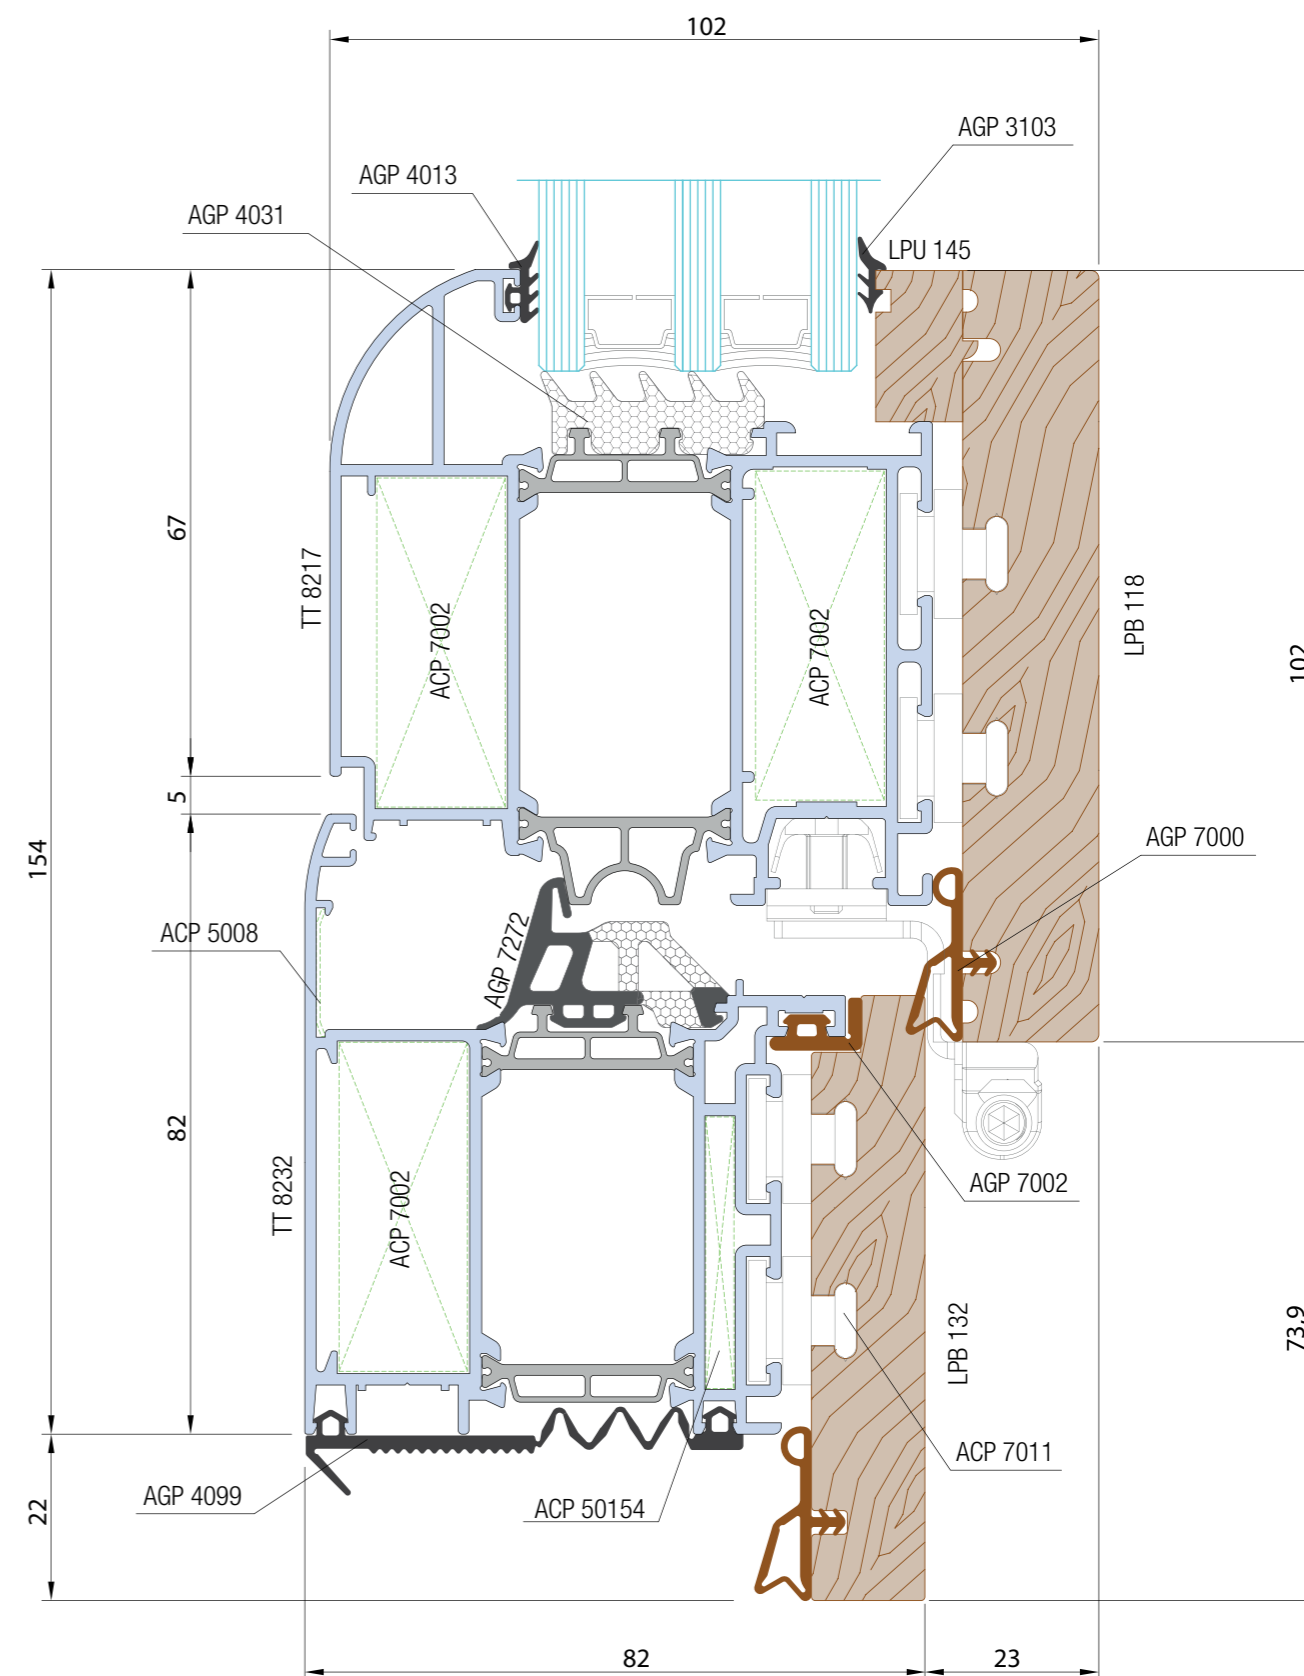 102
AGP 3103
AGP 4013
AGP 4031
LPU 145
67
TT 8217
ACP 7002
ACP 7002
LPB 118
102
5
154
AGP 7000
ACP 5008
AGP 7272
82
TT 8232
ACP 7002
AGP 7002
LPB 132
73,9
ACP 7011
AGP 4099
ACP 50154
22
82
23